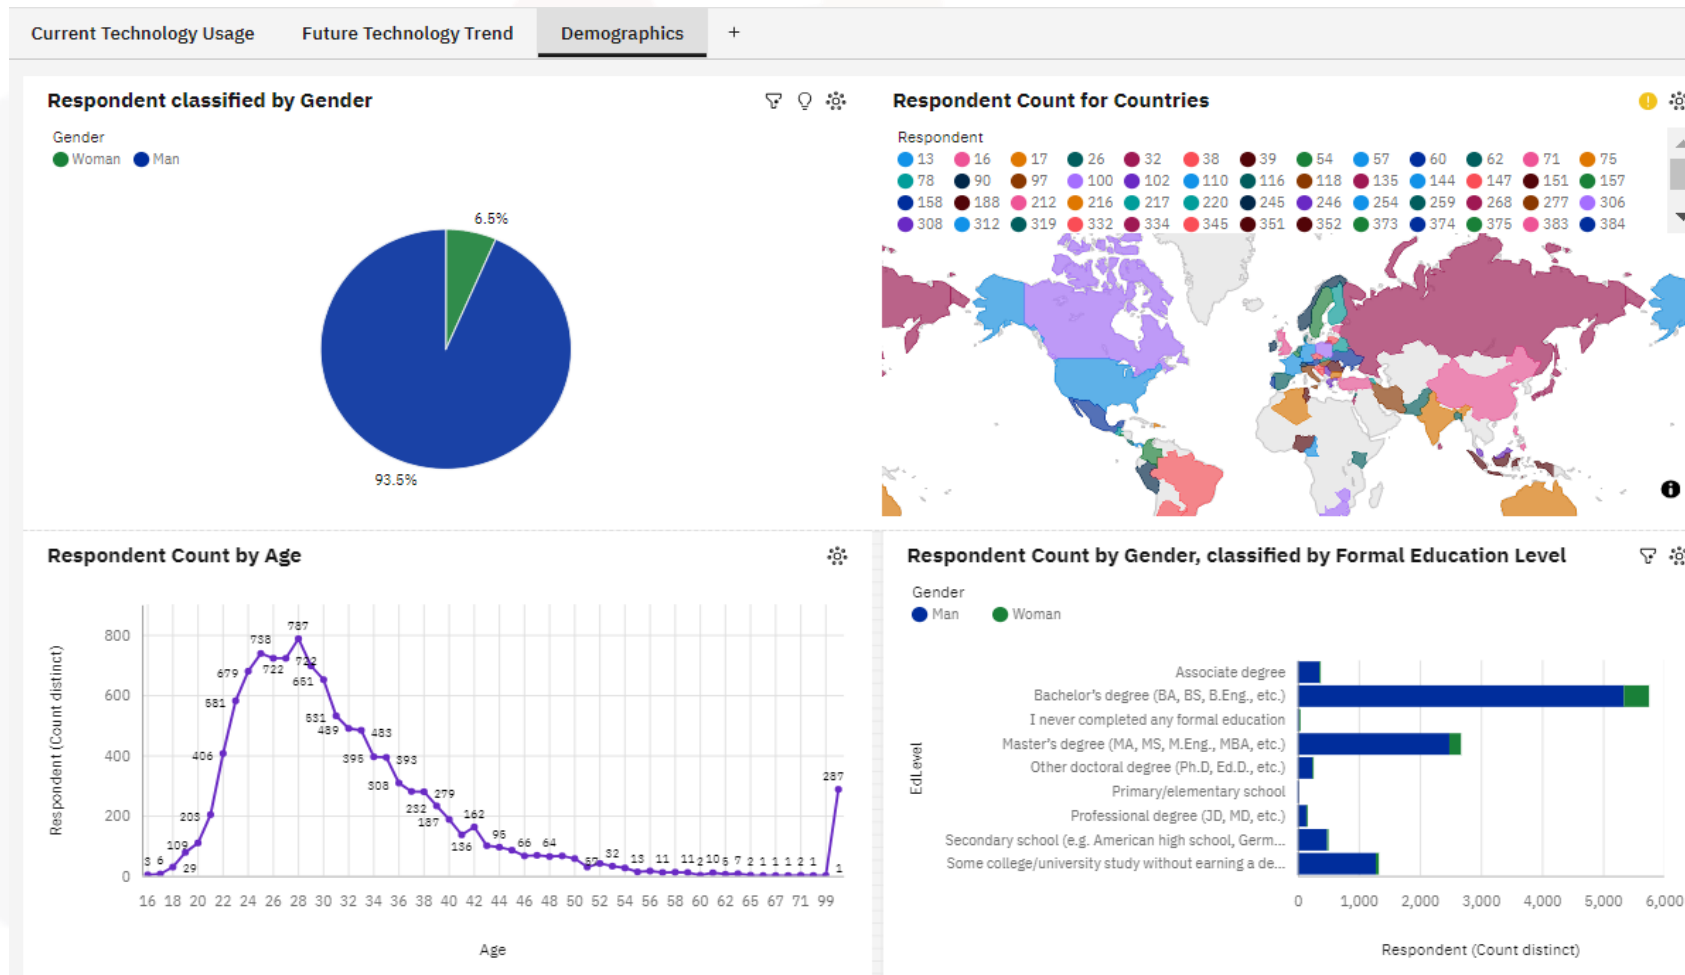 Current Technology Usage Future Technology Trend Demographics +
Respondent classified by Gender
Gender
Woman Man
6.5%
93.5%
Respondent Count for Countries
Respondent
13 16 17 26 32 38 39 54 57 60 62 71 75
78 90 97 100 102 110 116 118 135 144 147 151 157
158 188 212 216 217 220 245 246 254 259 268 277 306
308 312 319 332 334 345 351 352 373 374 375 383 384
Respondent Count by Age
Respondent (Count distinct)
800
600
400
200
0
3 6 29 109 203 406 581 679 738 722 787 722 651 531 489 483 395 393 308 232 279 187 136 162 95 66 64 57 32 13 11 11 2 10 5 7 2 1 1 1 2 1 287 1
16 18 20 22 24 26 28 30 32 34 36 38 40 42 44 46 48 50 52 54 56 58 60 62 65 67 71 99
Age
Respondent Count by Gender, classified by Formal Education Level
Gender
Man Woman
EdLevel
Associate degree
Bachelor's degree (BA, BS, B.Eng., etc.)
I never completed any formal education
Master's degree (MA, MS, M.Eng., MBA, etc.)
Other doctoral degree (Ph.D, Ed.D., etc.)
Primary/elementary school
Professional degree (JD, MD, etc.)
Secondary school (e.g. American high school, Germ...
Some college/university study without earning a de...
0 1,000 2,000 3,000 4,000 5,000 6,000
Respondent (Count distinct)